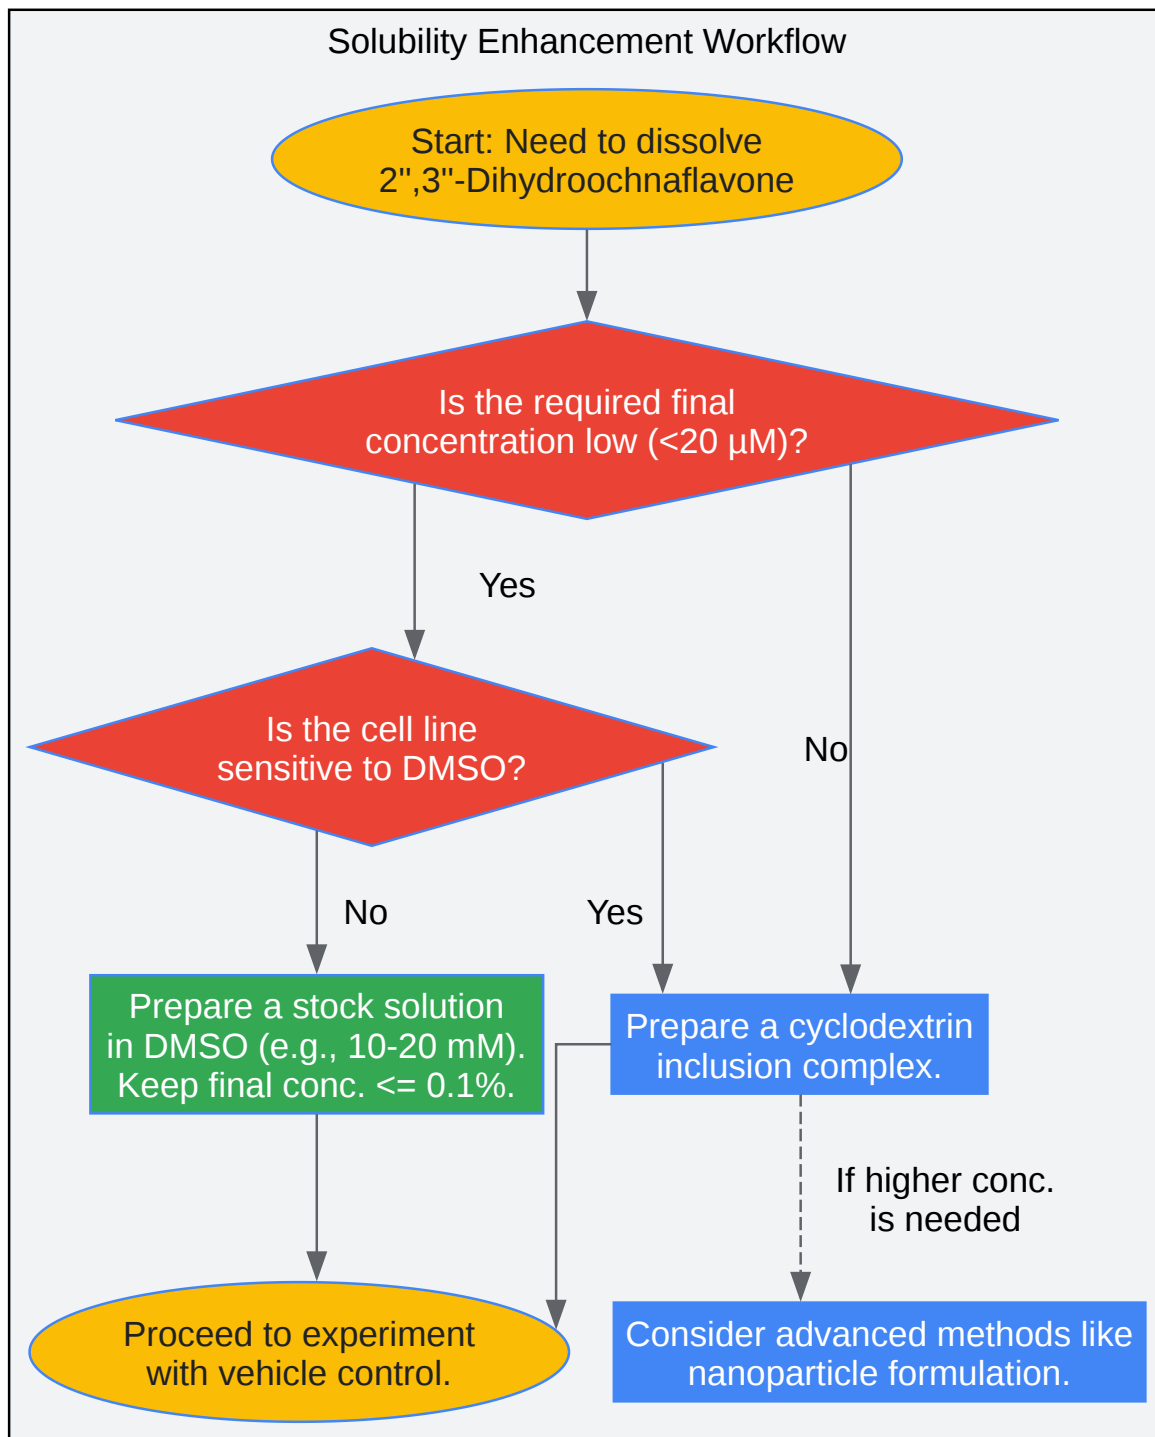 Solubility Enhancement Workflow
Start: Need to dissolve
2",3"-Dihydroochnaflavone
Is the required final
concentration low (<20 µM)?
Yes
Is the cell line
sensitive to DMSO?
No
No
Yes
Prepare a stock solution
in DMSO (e.g., 10-20 mM).
Keep final conc. <= 0.1%.
Prepare a cyclodextrin
inclusion complex.
If higher conc.
is needed
Proceed to experiment
with vehicle control.
Consider advanced methods like
nanoparticle formulation.